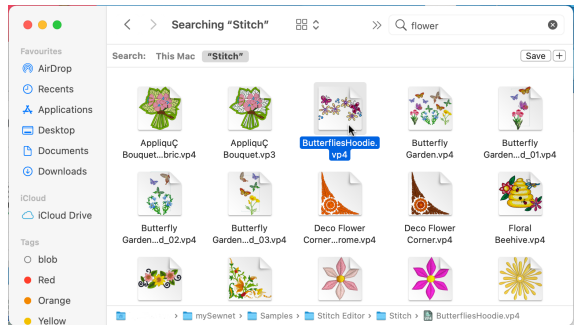 Searching “Stitch”
flower
Search: This Mac “Stitch” Save +
Favourites
AirDrop
Recents
Applications
Desktop
Documents
Downloads
iCloud
iCloud Drive
Tags
blob
Red
Orange
Yellow
AppliquÇ
Bouquet...bric.vp4
AppliquÇ
Bouquet.vp3
ButterfliesHoodie.
vp4
Butterfly
Garden.vp4
Butterfly
Garden...d_01.vp4
Butterfly
Garden...d_02.vp4
Butterfly
Garden...d_03.vp4
Deco Flower
Corner...rome.vp4
Deco Flower
Corner.vp4
Floral
Beehive.vp4
mySewnet › Samples › Stitch Editor › Stitch › ButterfliesHoodie.vp4